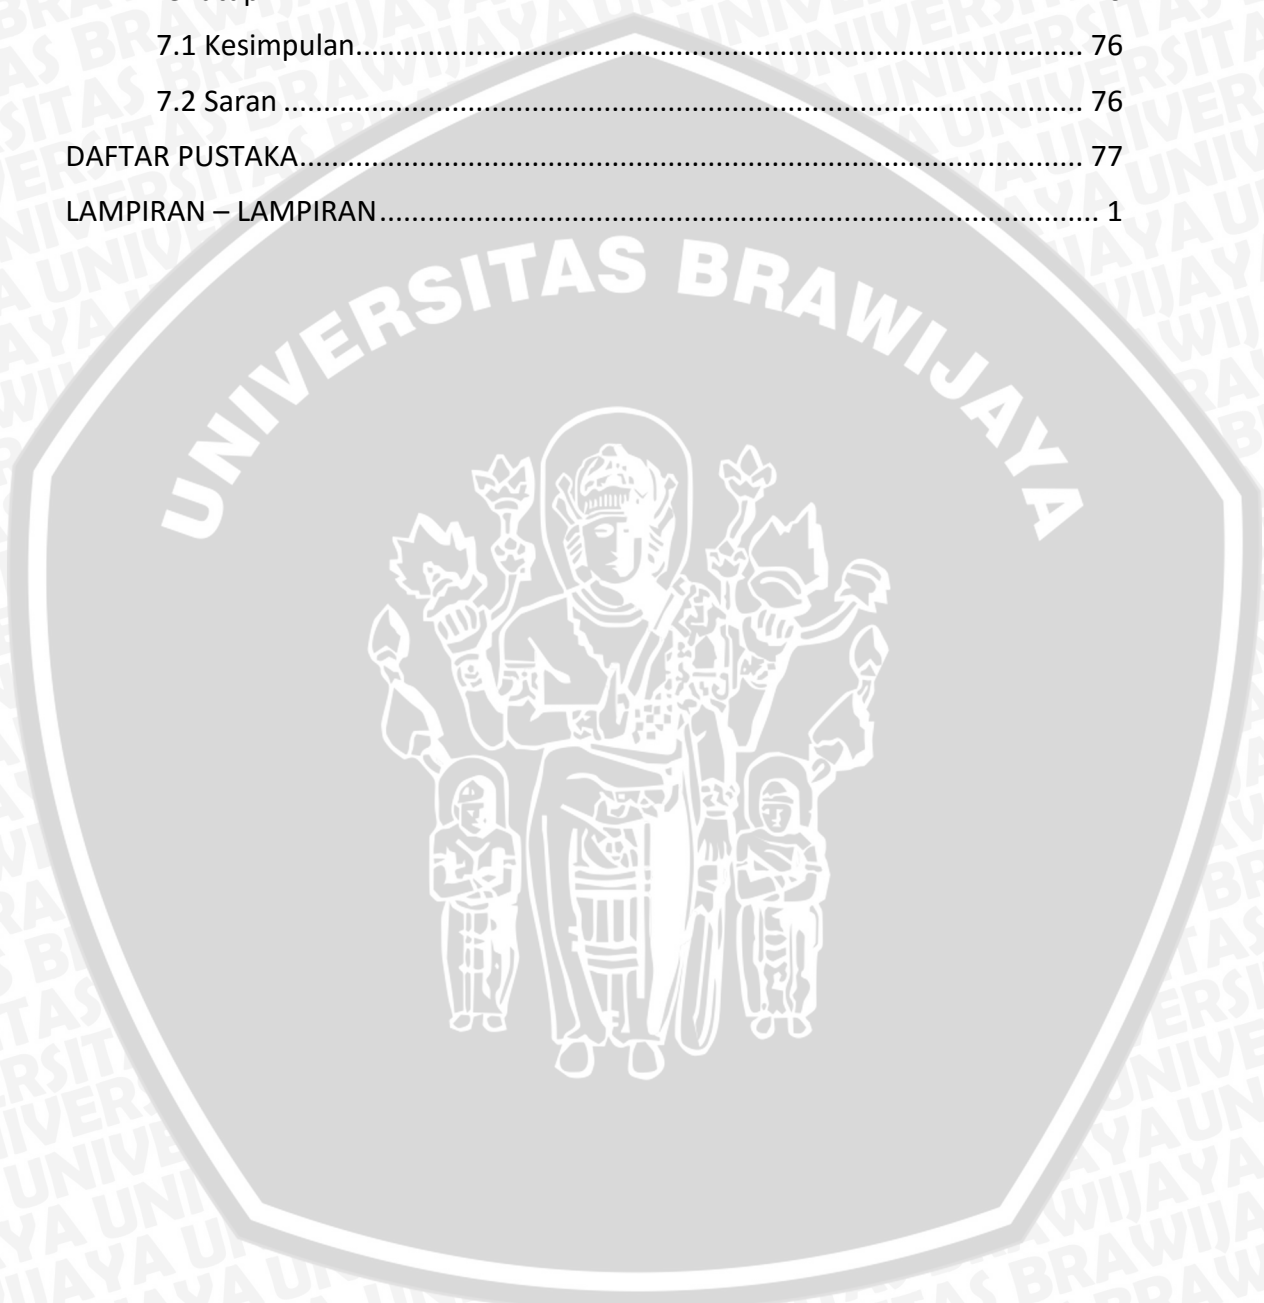 7.1 Kesimpulan........................................................................................... 76
7.2 Saran .................................................................................................... 76
DAFTAR PUSTAKA.................................................................................................. 77
LAMPIRAN – LAMPIRAN.......................................................................................... 1
UNIVERSITAS BRAWIJAYA